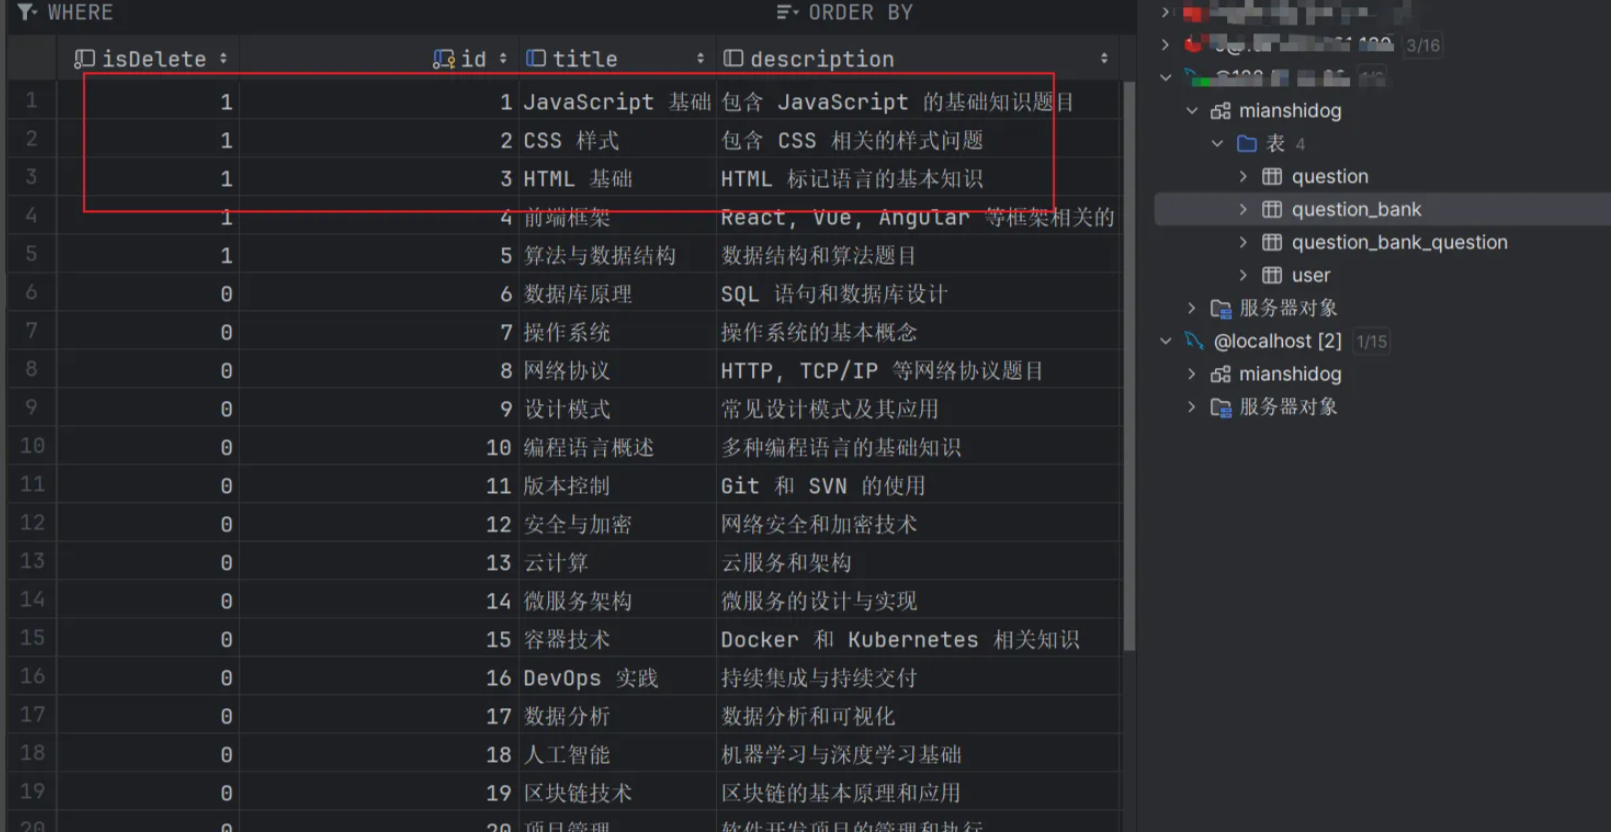 WHERE ORDER BY
isDelete id title description
1 1 1 JavaScript 基础 包含 JavaScript 的基础知识题目
2 1 2 CSS 样式 包含 CSS 相关的样式问题
3 1 3 HTML 基础 HTML 标记语言的基本知识
4 1 4 前端框架 React, Vue, Angular 等框架相关的
5 1 5 算法与数据结构 数据结构和算法题目
6 0 6 数据库原理 SQL 语句和数据库设计
7 0 7 操作系统 操作系统的基本概念
8 0 8 网络协议 HTTP, TCP/IP 等网络协议题目
9 0 9 设计模式 常见设计模式及其应用
10 0 10 编程语言概述 多种编程语言的基础知识
11 0 11 版本控制 Git 和 SVN 的使用
12 0 12 安全与加密 网络安全和加密技术
13 0 13 云计算 云服务和架构
14 0 14 微服务架构 微服务的设计与实现
15 0 15 容器技术 Docker 和 Kubernetes 相关知识
16 0 16 DevOps 实践 持续集成与持续交付
17 0 17 数据分析 数据分析和可视化
18 0 18 人工智能 机器学习与深度学习基础
19 0 19 区块链技术 区块链的基本原理和应用
20 0 20 项目管理 软件开发项目的管理和执行
3/16
mianshidog
表 4
question
question_bank
question_bank_question
user
服务器对象
@localhost [2] 1/15
mianshidog
服务器对象